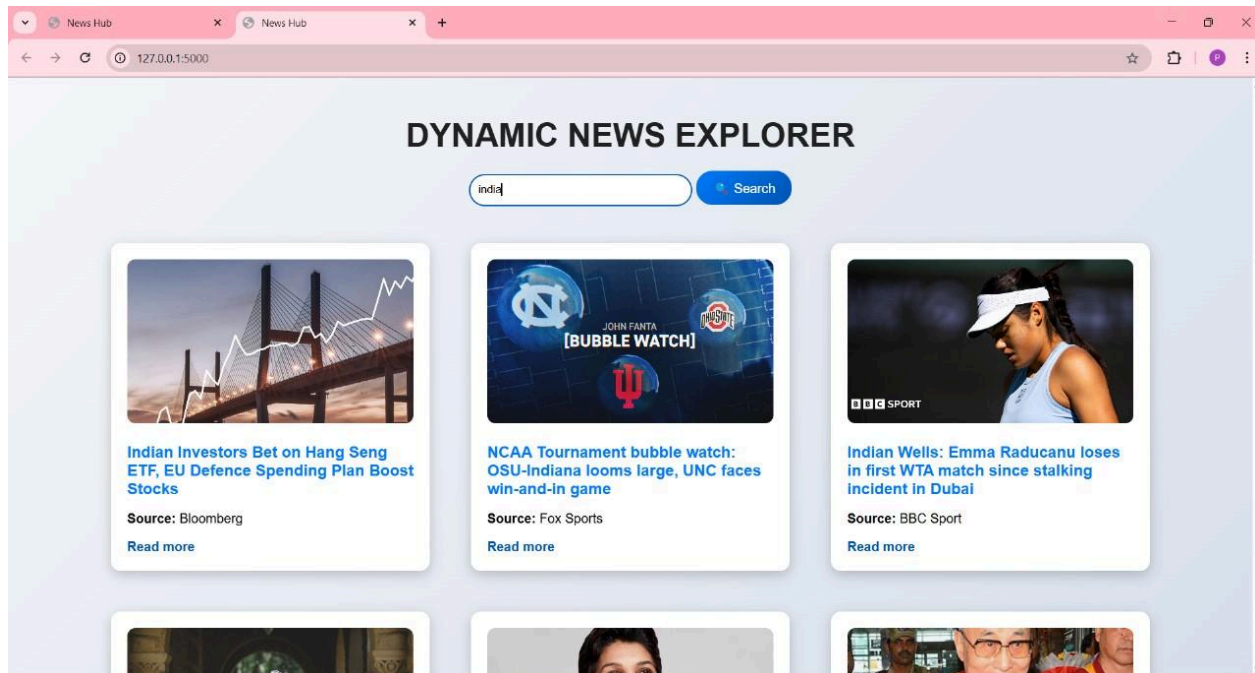 News Hub
News Hub
127.0.0.1:5000
P
DYNAMIC NEWS EXPLORER
india
Search
JOHN FANTA
[BUBBLE WATCH]
OHIO STATE
BBC SPORT
Indian Investors Bet on Hang Seng
ETF, EU Defence Spending Plan Boost
Stocks
Source: Bloomberg
Read more
NCAA Tournament bubble watch:
OSU-Indiana looms large, UNC faces
win-and-in game
Source: Fox Sports
Read more
Indian Wells: Emma Raducanu loses
in first WTA match since stalking
incident in Dubai
Source: BBC Sport
Read more